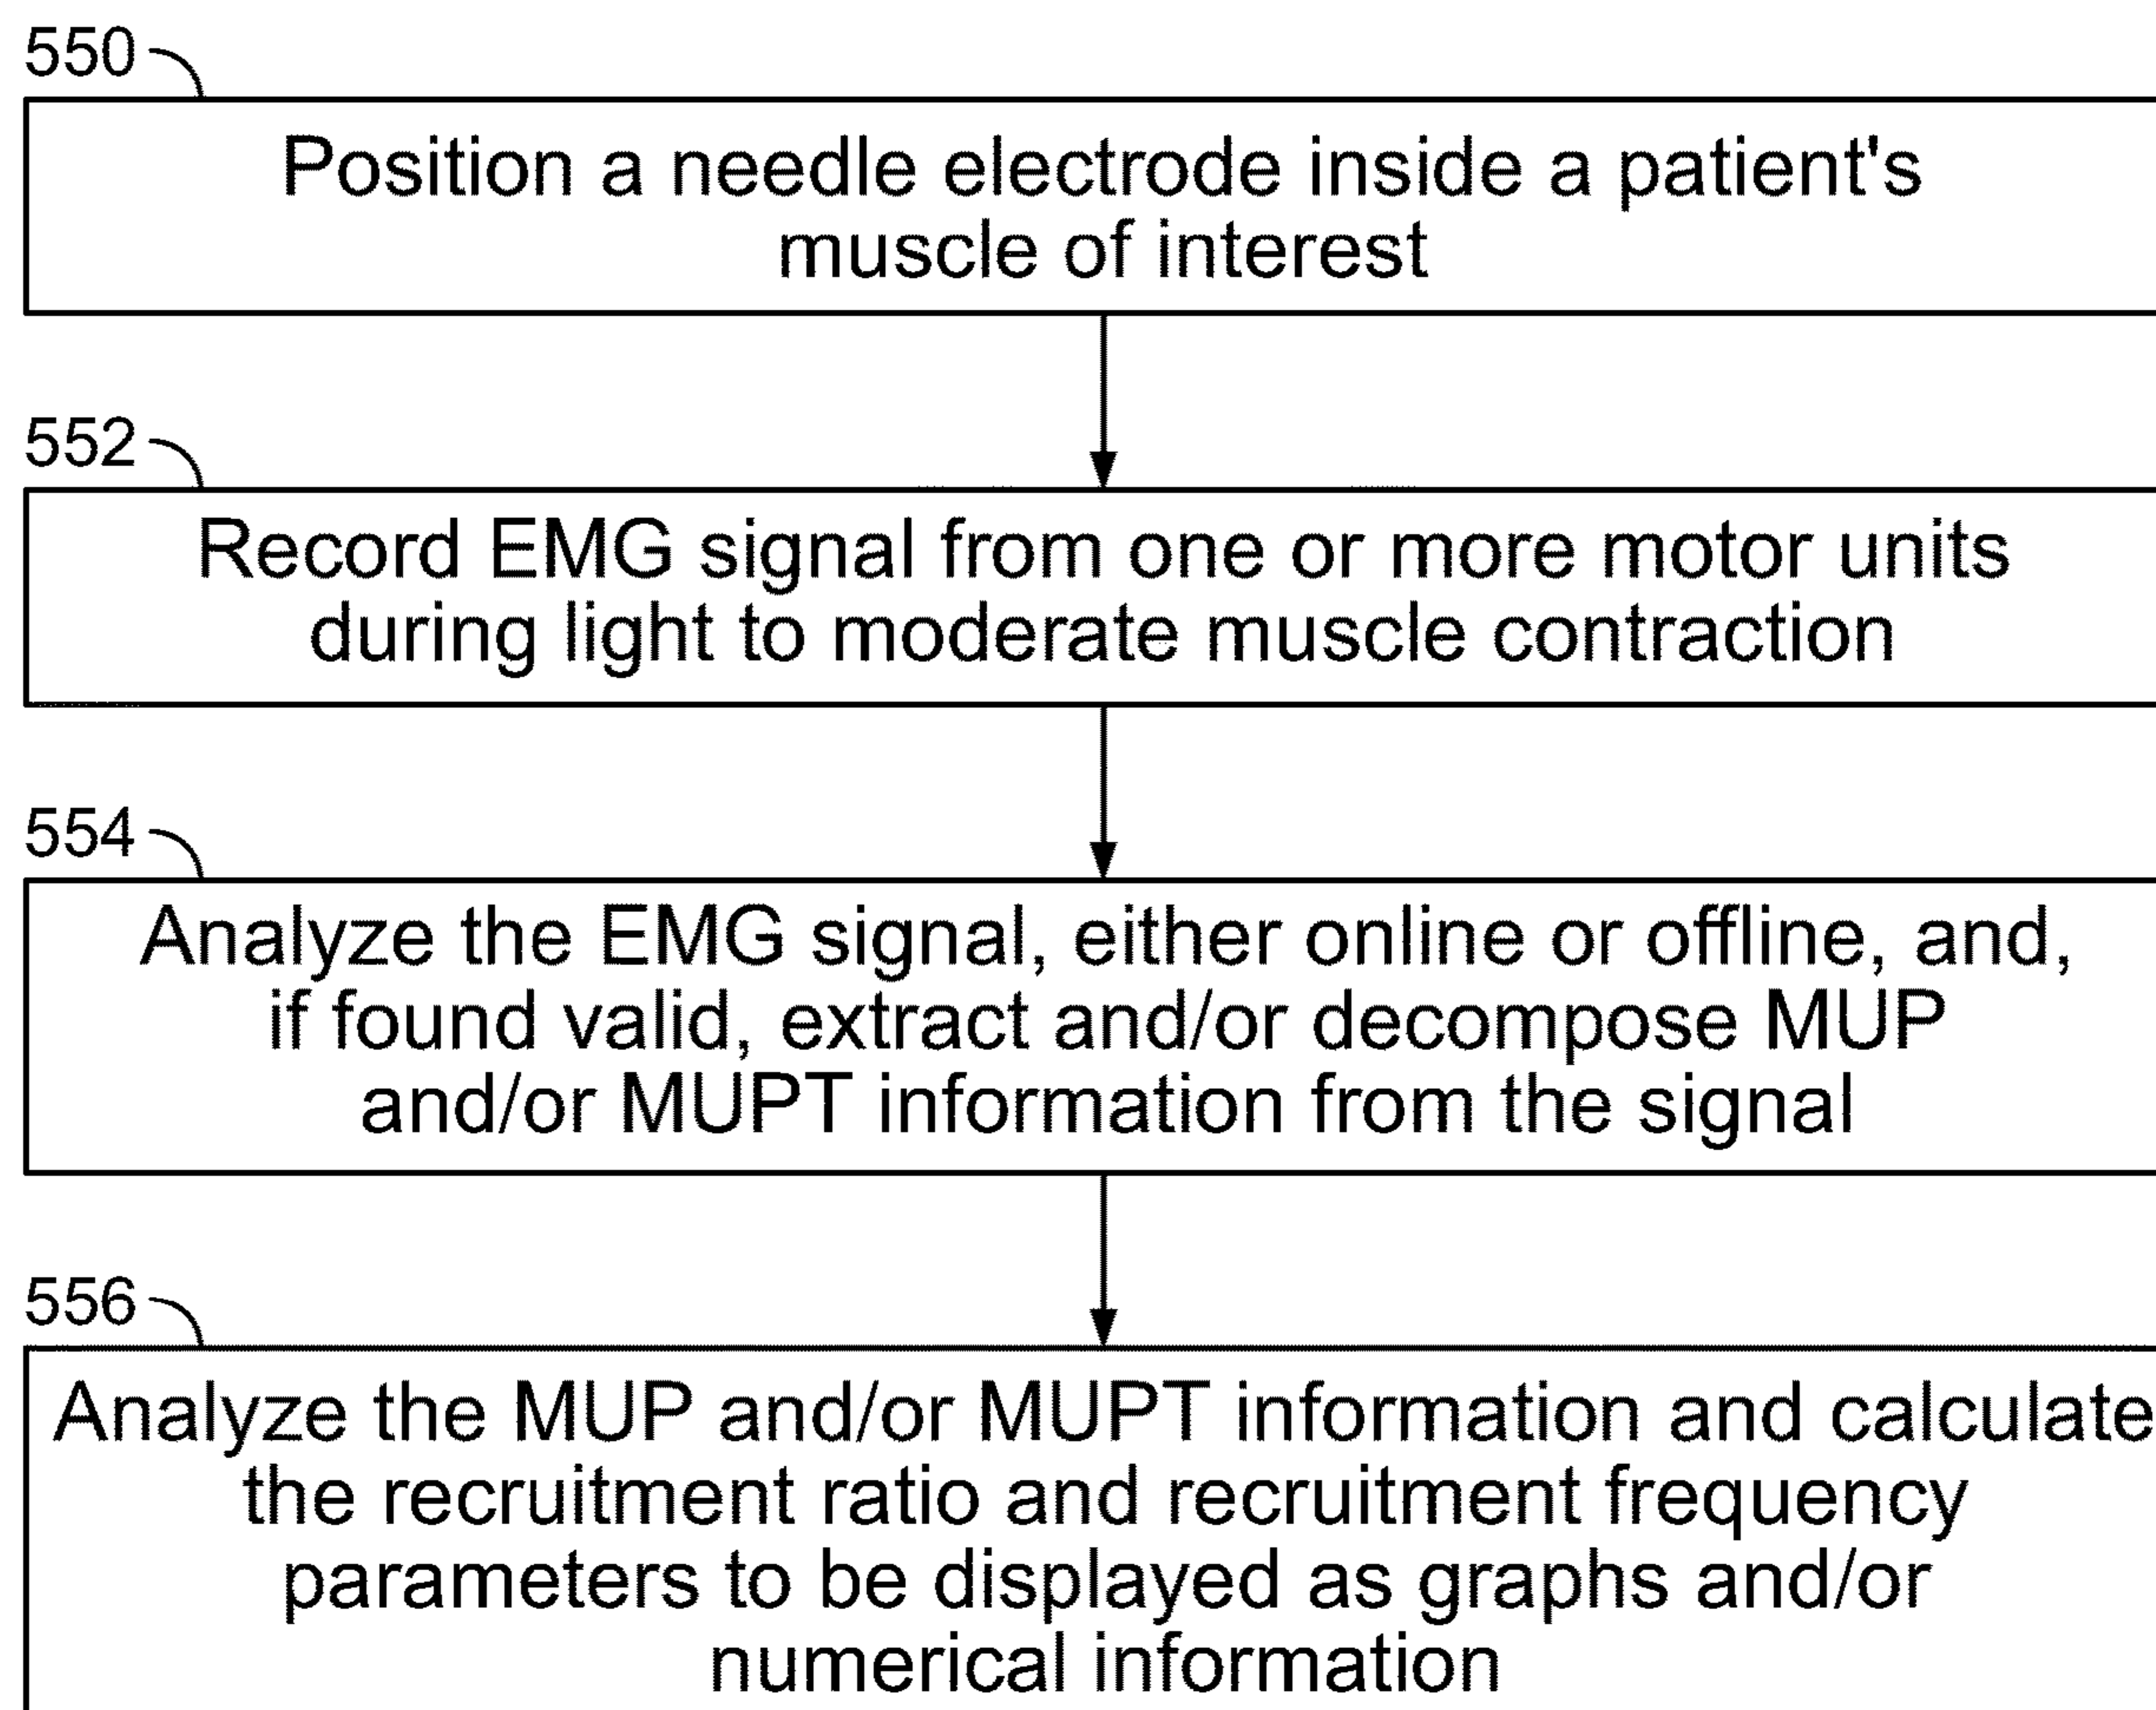 550
Position a needle electrode inside a patient's
muscle of interest
552
Record EMG signal from one or more motor units
during light to moderate muscle contraction
554
Analyze the EMG signal, either online or offline, and,
if found valid, extract and/or decompose MUP
and/or MUPT information from the signal
556
Analyze the MUP and/or MUPT information and calculate
the recruitment ratio and recruitment frequency
parameters to be displayed as graphs and/or
numerical information